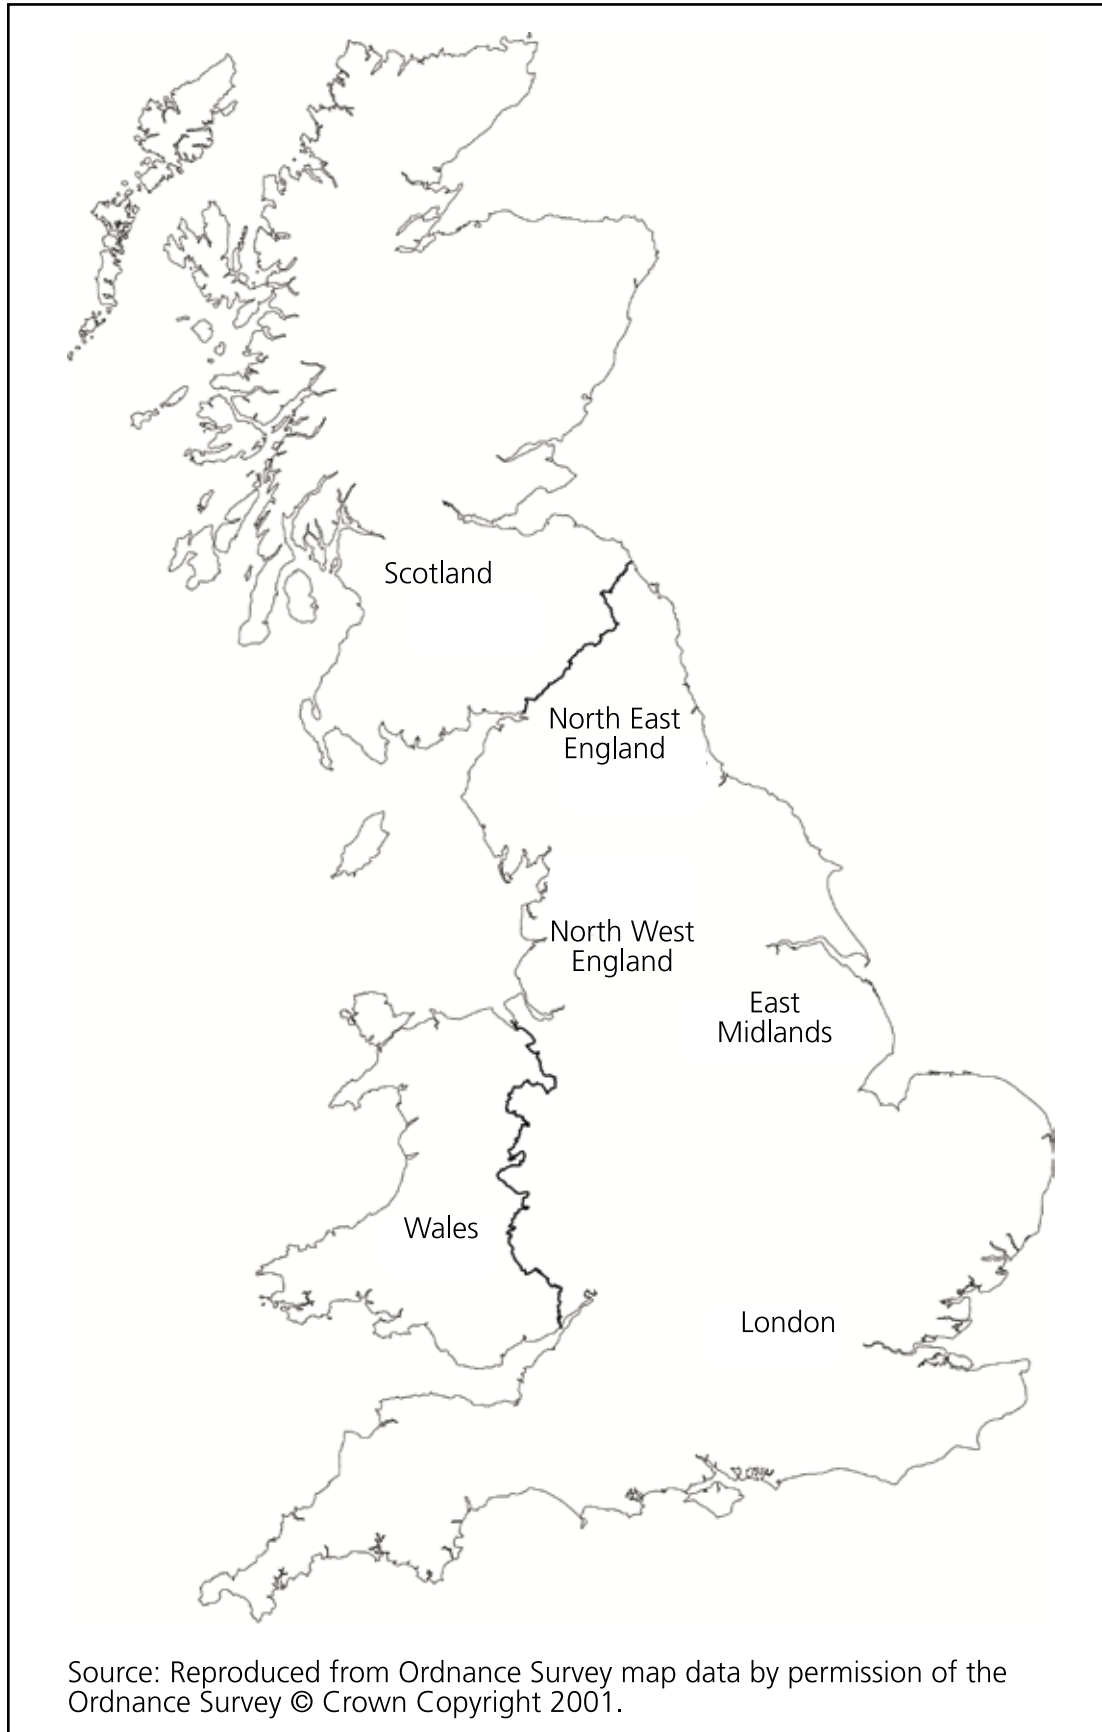 Scotland
North East
England
North West
England
East
Midlands
Wales
London
Source: Reproduced from Ordnance Survey map data by permission of the
Ordnance Survey © Crown Copyright 2001.